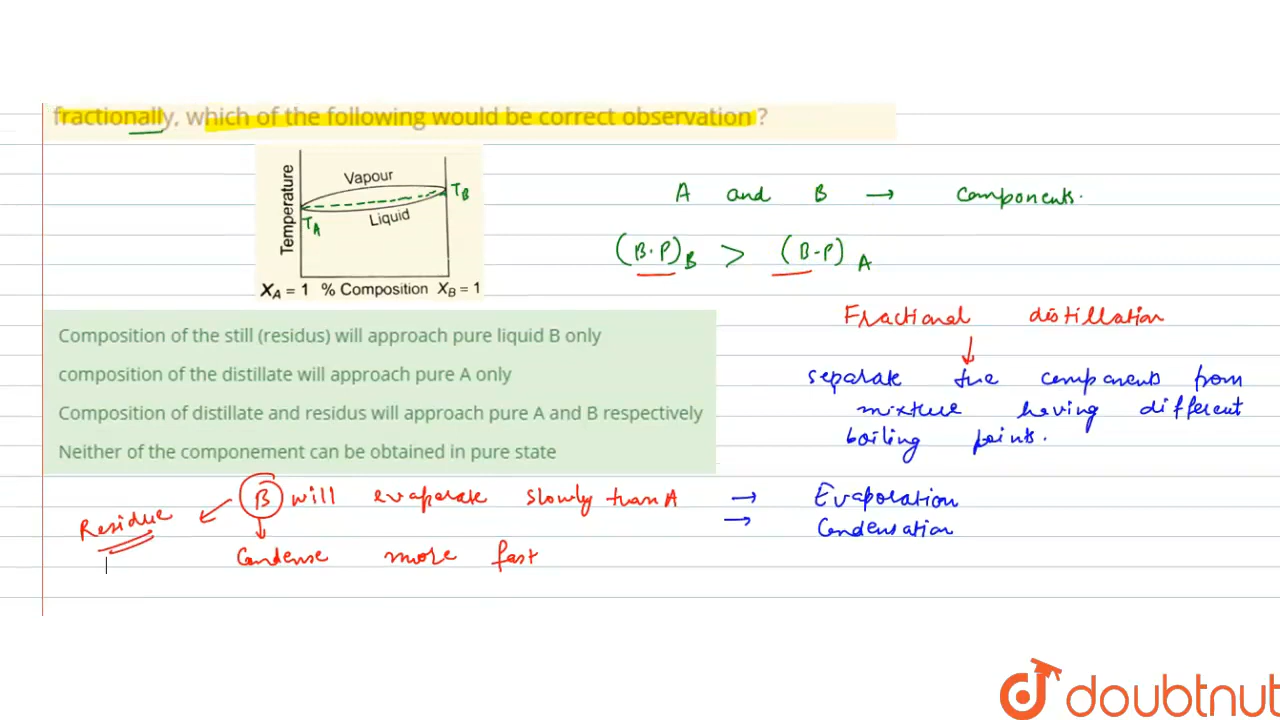 fractionally, which of the following would be correct observation ?
Temperature
Vapour
Liquid
T_A
T_B
X_A = 1 % Composition X_B = 1
A and B → Components.
(B.P)_B > (B-P)_A
Fractional distillation
separate the components from
mixture having different
boiling points.
Composition of the still (residus) will approach pure liquid B only
composition of the distillate will approach pure A only
Composition of distillate and residus will approach pure A and B respectively
Neither of the componement can be obtained in pure state
B will evaporate slowly than A → Evaporation
→ Condensation
Residue
Condense more fast
doubtnut